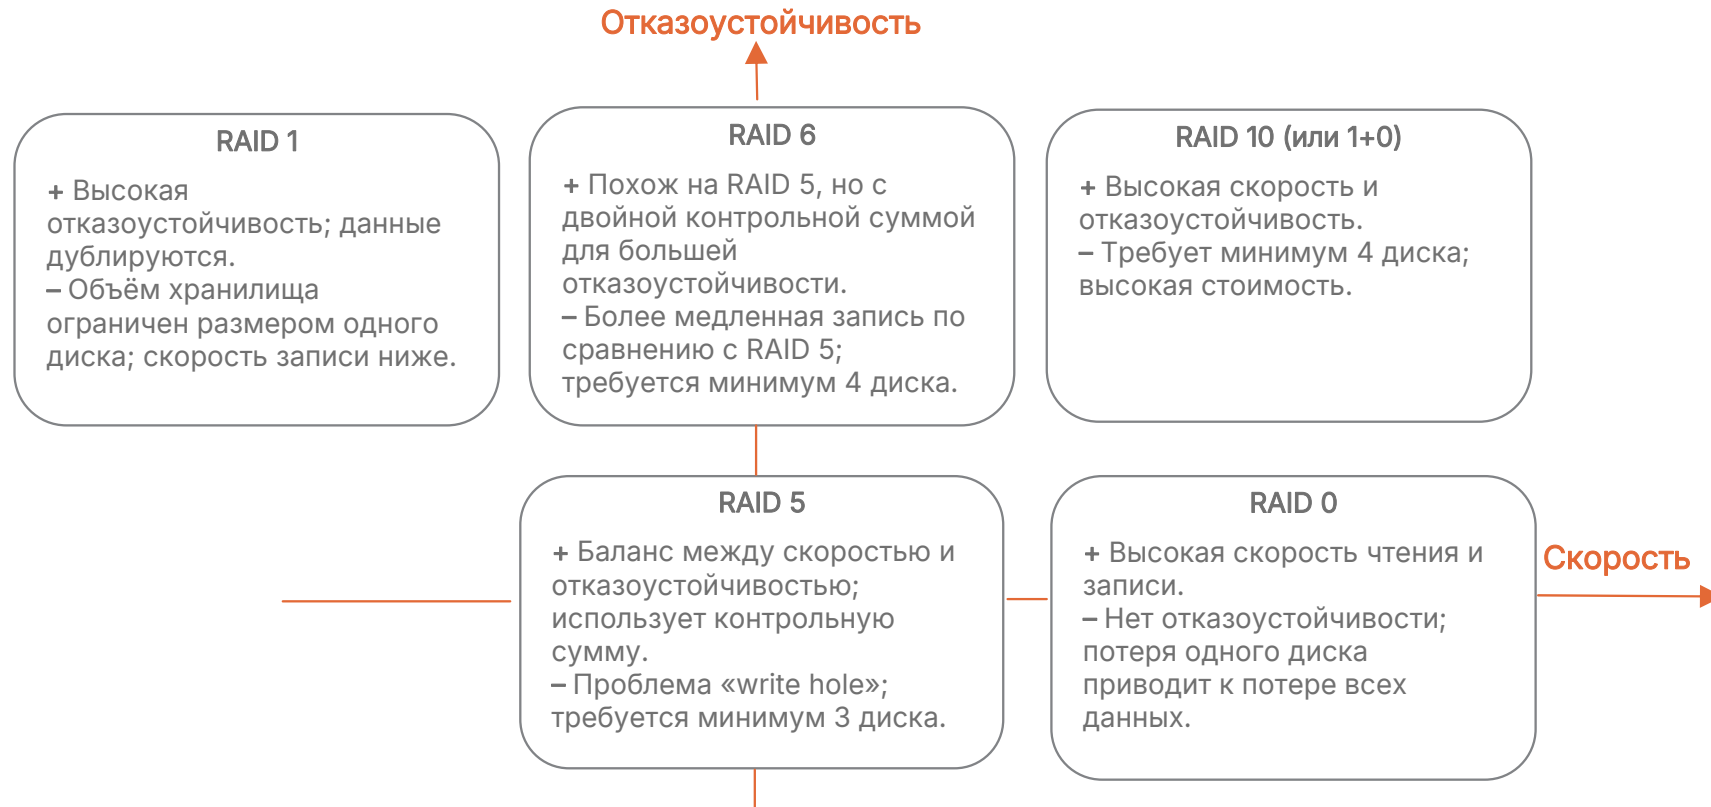 Отказоустойчивость
RAID 1
+ Высокая
отказоустойчивость; данные
дублируются.
– Объём хранилища
ограничен размером одного
диска; скорость записи ниже.
RAID 6
+ Похож на RAID 5, но с
двойной контрольной суммой
для большей
отказоустойчивости.
– Более медленная запись по
сравнению с RAID 5;
требуется минимум 4 диска.
RAID 10 (или 1+0)
+ Высокая скорость и
отказоустойчивость.
– Требует минимум 4 диска;
высокая стоимость.
RAID 5
+ Баланс между скоростью и
отказоустойчивостью;
использует контрольную
сумму.
– Проблема «write hole»;
требуется минимум 3 диска.
RAID 0
+ Высокая скорость чтения и
записи.
– Нет отказоустойчивости;
потеря одного диска
приводит к потере всех
данных.
Скорость